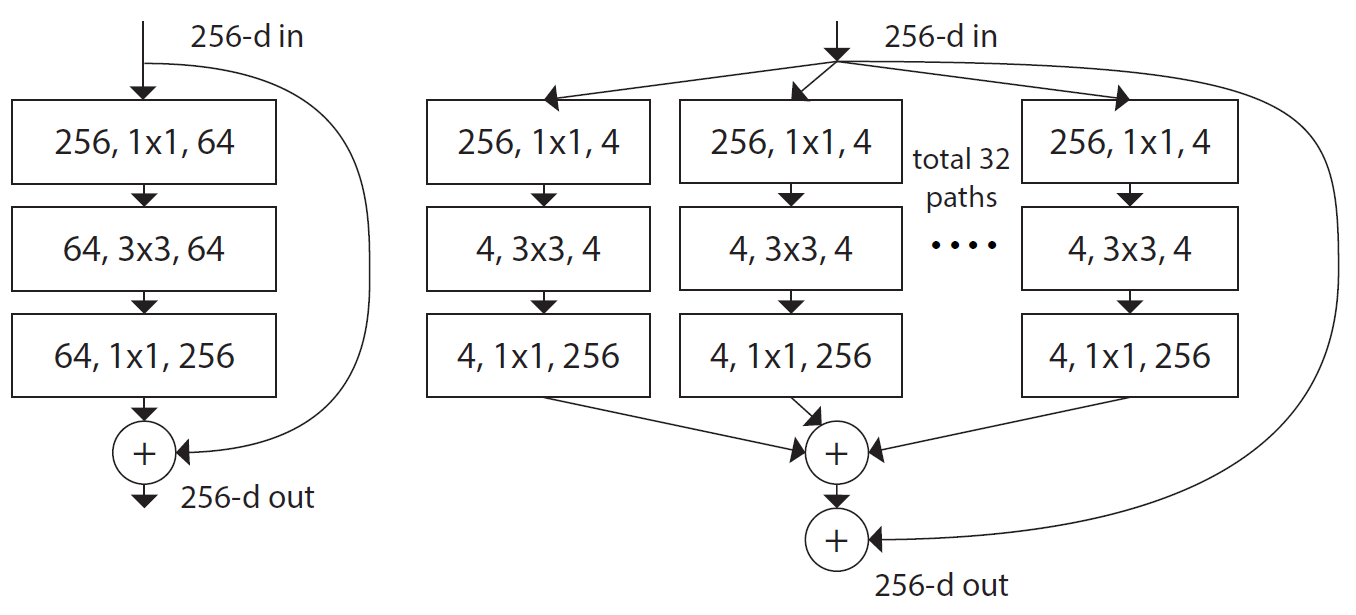 256-d in
256, 1x1, 64
64, 3x3, 64
64, 1x1, 256
+
256-d out
256-d in
256, 1x1, 4
4, 3x3, 4
4, 1x1, 256
256, 1x1, 4
4, 3x3, 4
4, 1x1, 256
total 32
paths
••••
256, 1x1, 4
4, 3x3, 4
4, 1x1, 256
+
+
256-d out